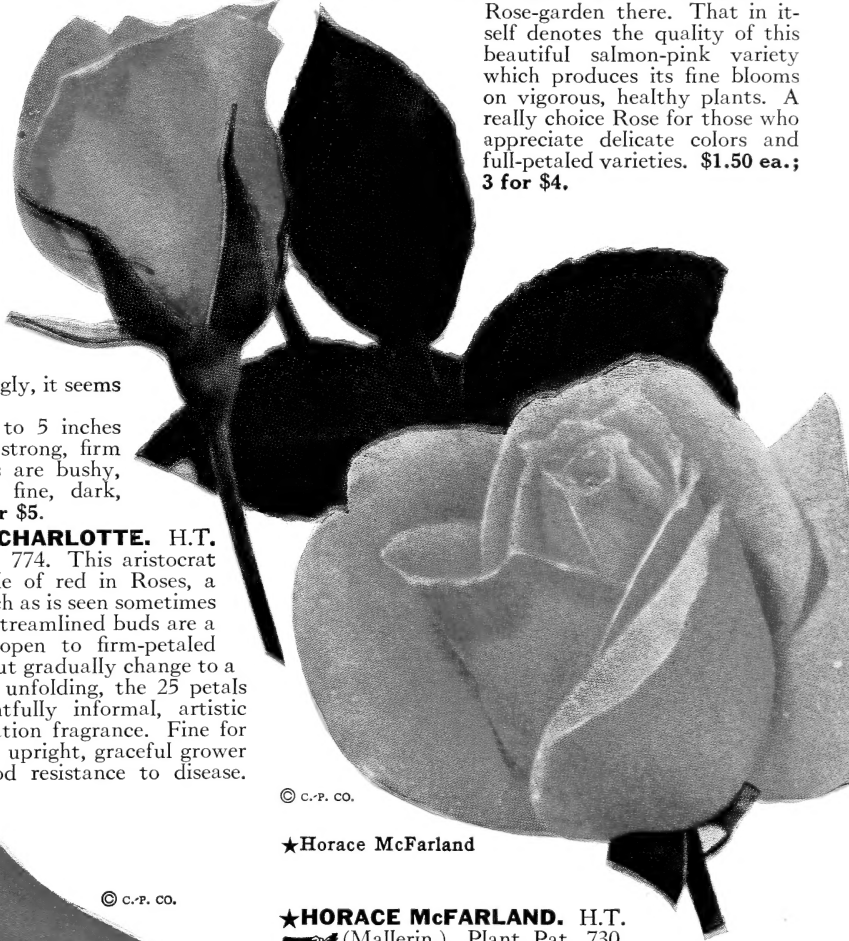 Rose-garden there. That in it-
self denotes the quality of this
beautiful salmon-pink variety
which produces its fine blooms
on vigorous, healthy plants. A
really choice Rose for those who
appreciate delicate colors and
full-petaled varieties. $1.50 ea.;
3 for $4.
it seems
to 5 inches
strong, firm
are bushy,
fine, dark,
$5.
CHARLOTTE. H.T.
774. This aristocrat
of red in Roses, a
as is seen sometimes
streamlined buds are a
open to firm-petaled
gradually change to a
unfolding, the 25 petals
informal, artistic
fragrance. Fine for
upright, graceful grower
resistance to disease.
© C.-P. CO.
★Horace McFarland
© C.-P. CO.
★HORACE McFARLAND. H.T.
(Mallerin.) Plant Pat. 730.